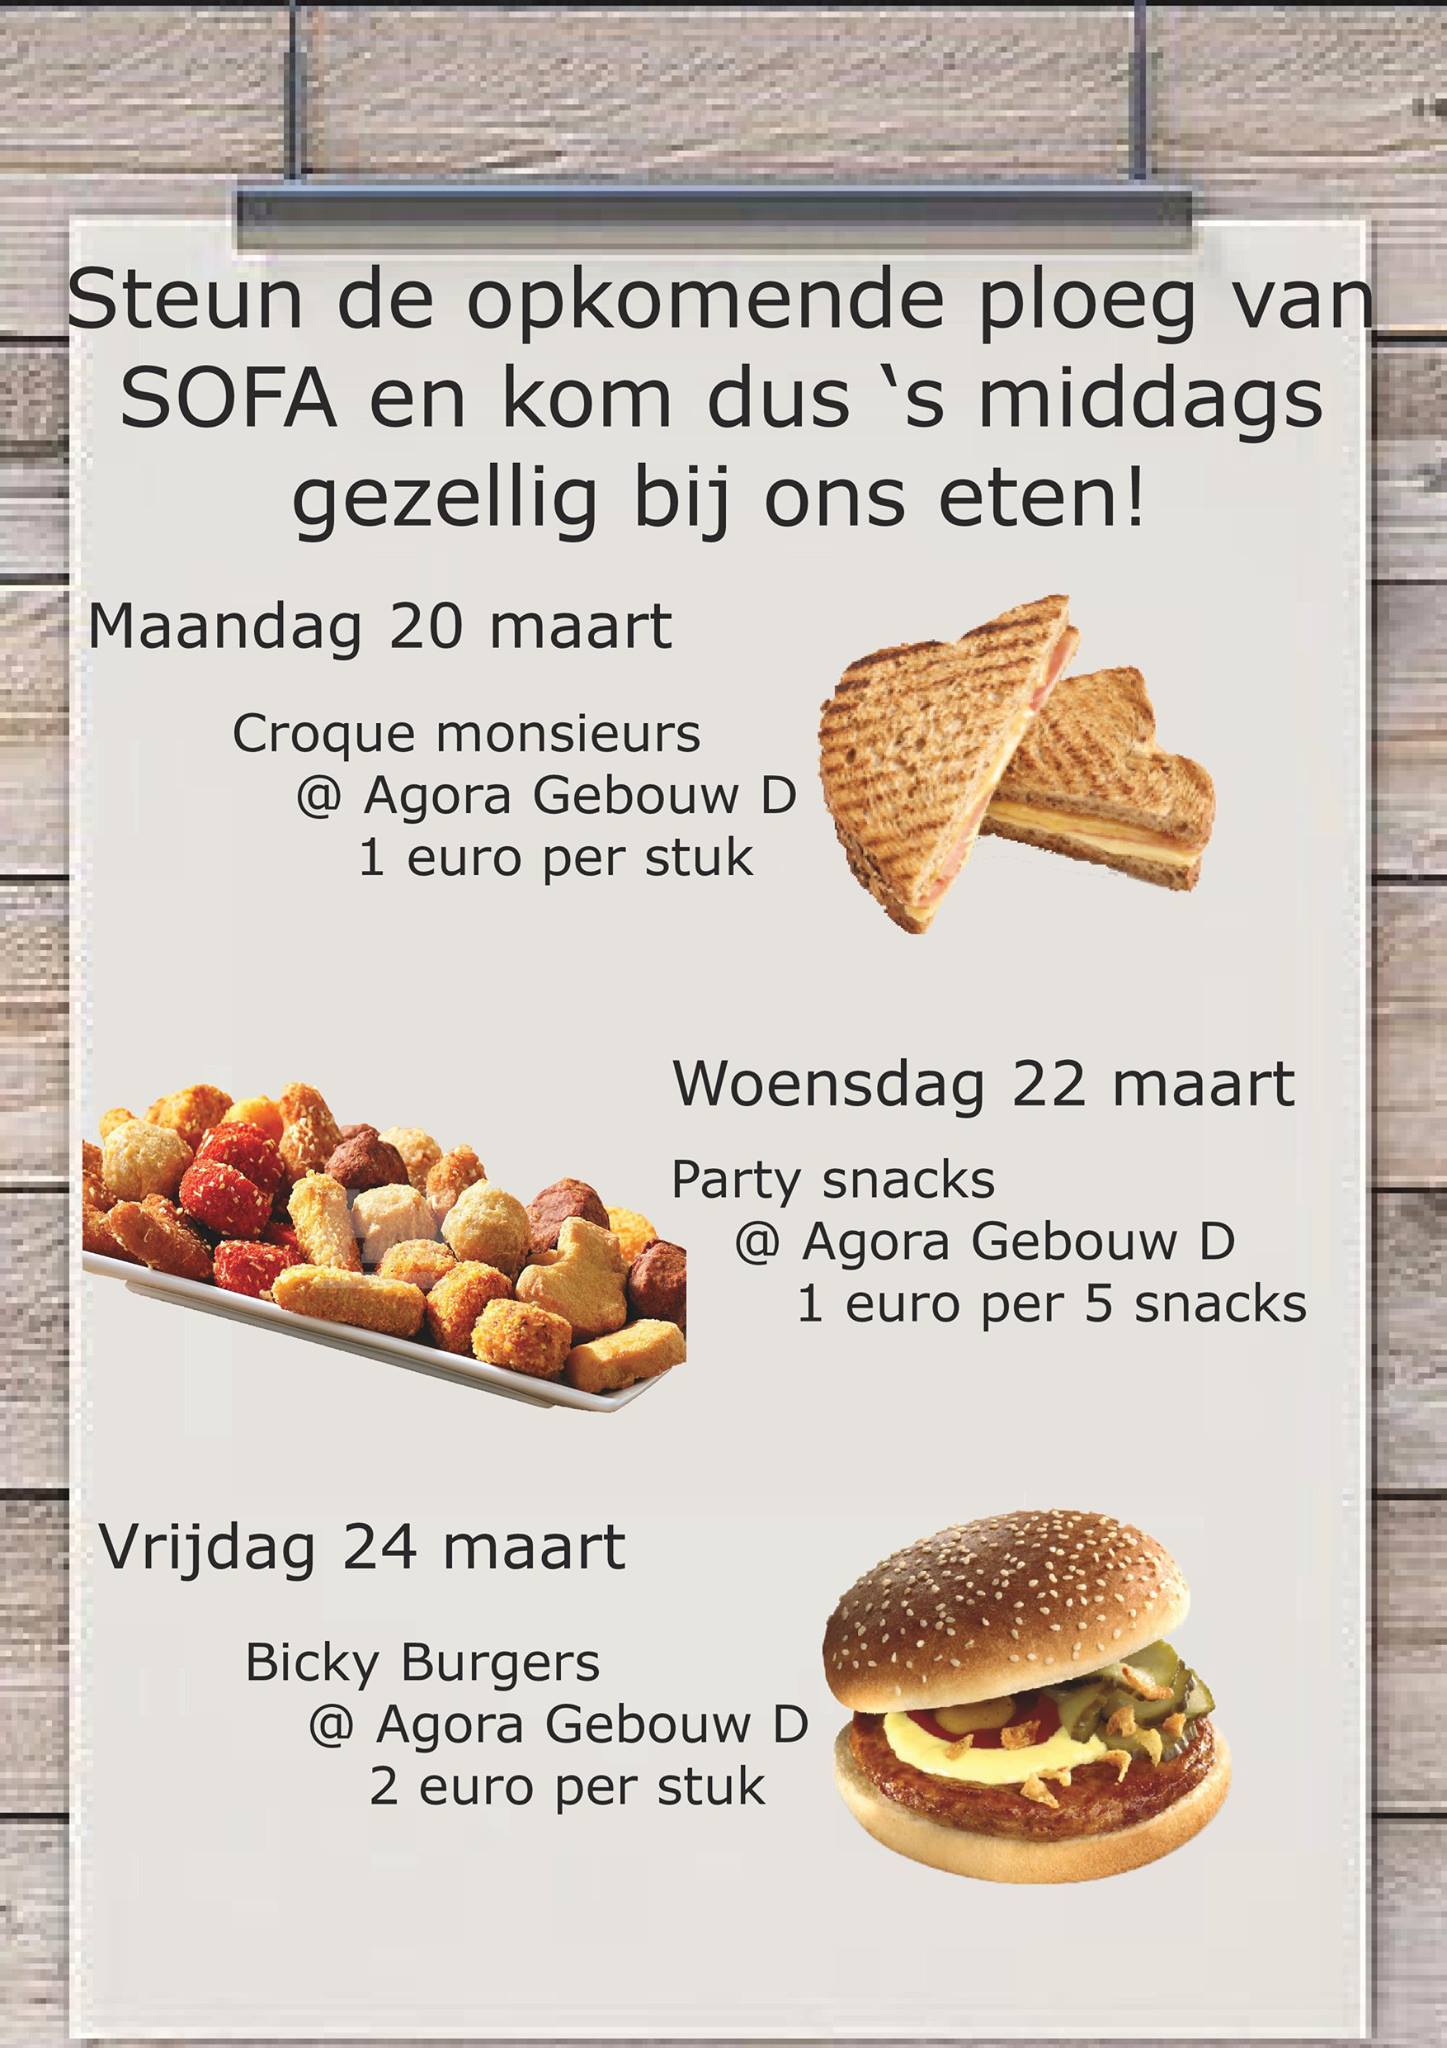 Steun de opkomende ploeg van
SOFA en kom dus ‘s middags
gezellig bij ons eten!
Maandag 20 maart
Croque monsieurs
@ Agora Gebouw D
1 euro per stuk
Woensdag 22 maart
Party snacks
@ Agora Gebouw D
1 euro per 5 snacks
Vrijdag 24 maart
Bicky Burgers
@ Agora Gebouw D
2 euro per stuk